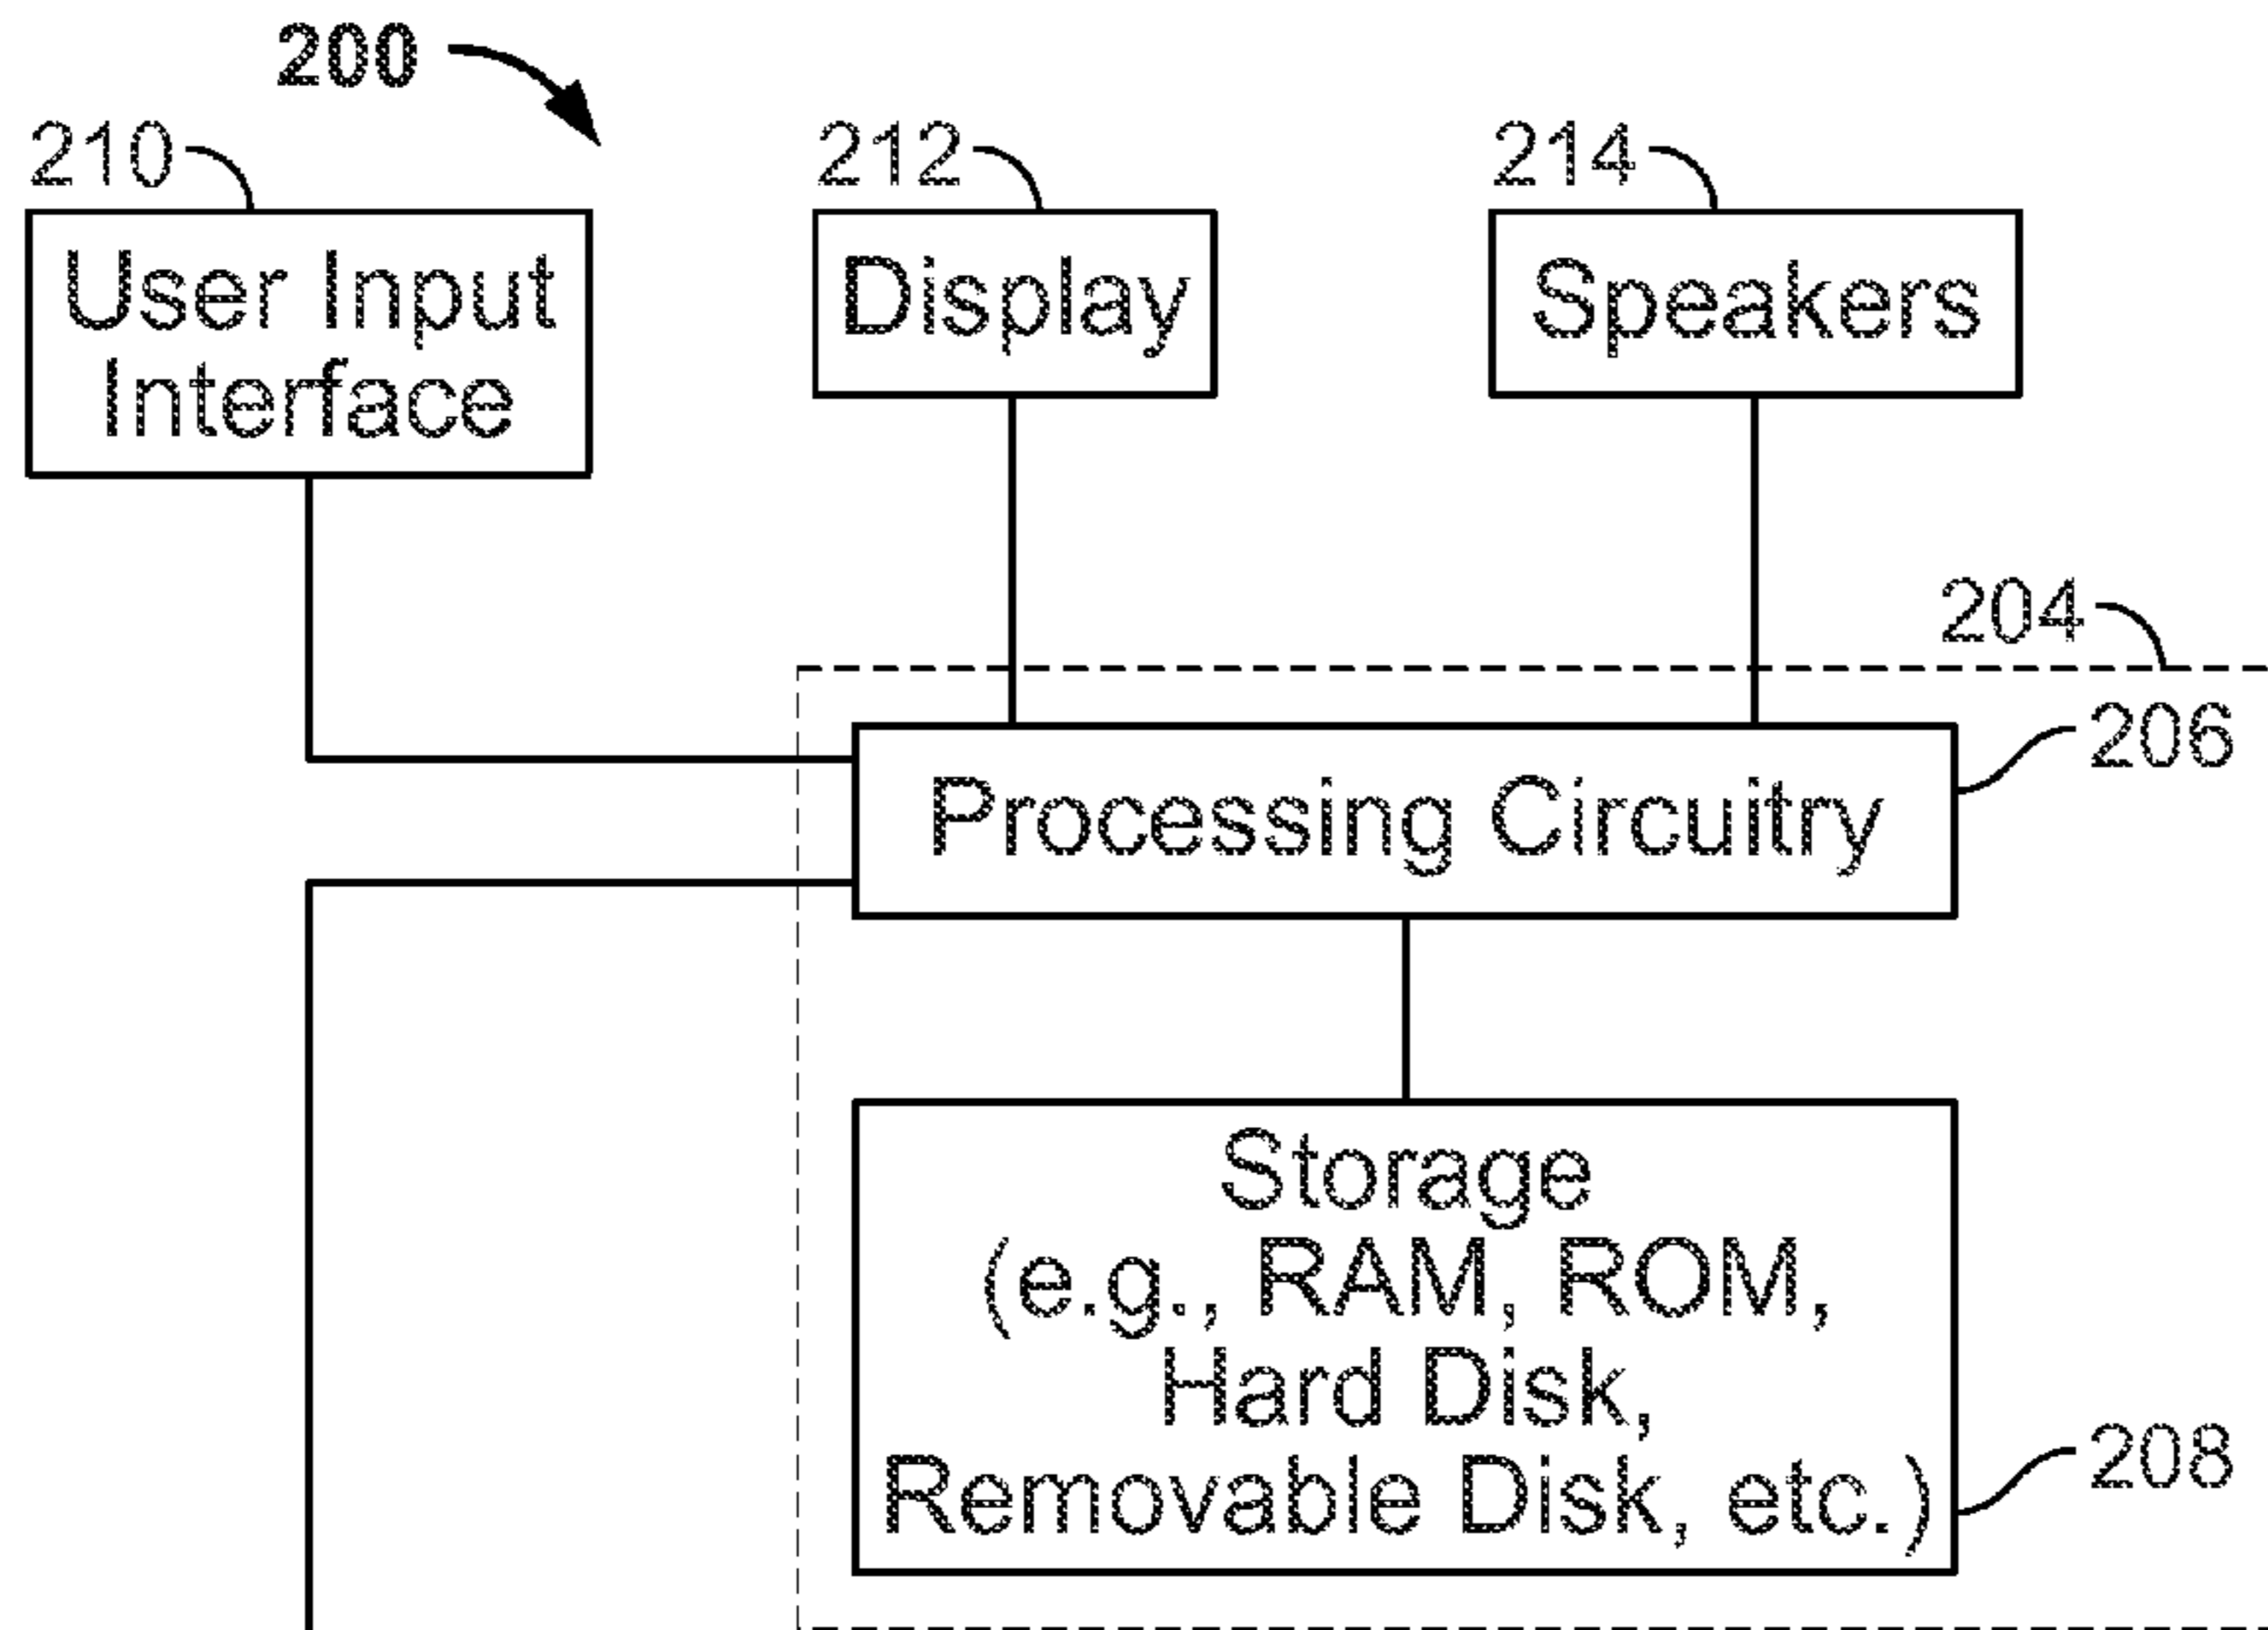 200
210
212
214
User Input
Interface
Display
Speakers
204
206
Processing Circuitry
Storage
(e.g., RAM, ROM,
Hard Disk,
Removable Disk, etc.)
208